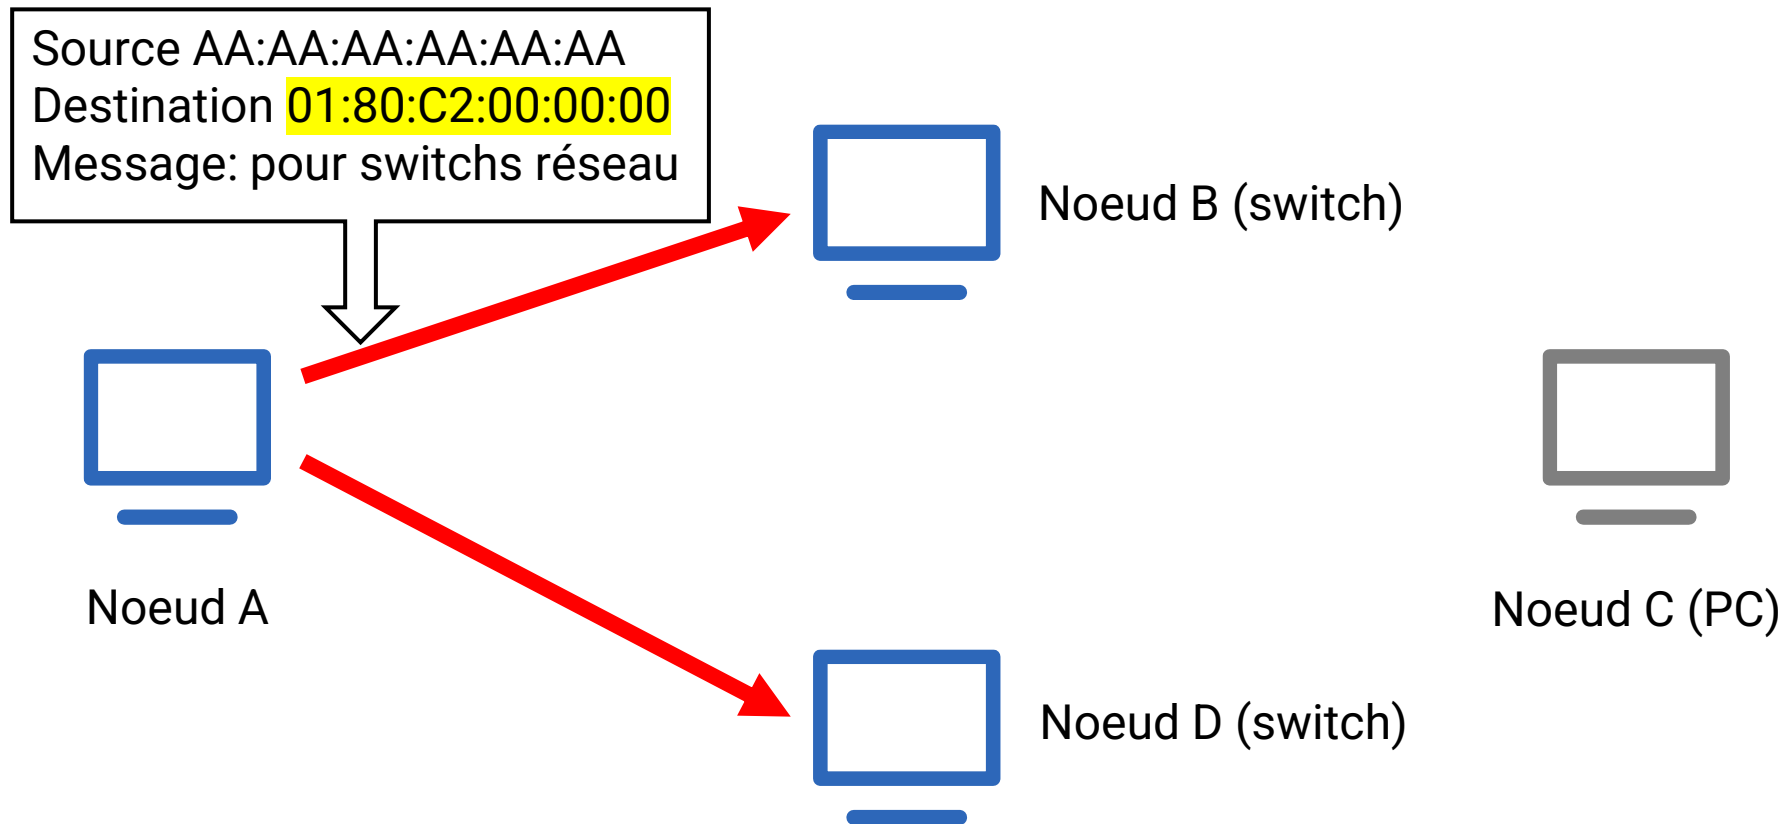 Source AA:AA:AA:AA:AA:AA
Destination 01:80:C2:00:00:00
Message: pour switchs réseau
Noeud B (switch)
Noeud A
Noeud C (PC)
Noeud D (switch)